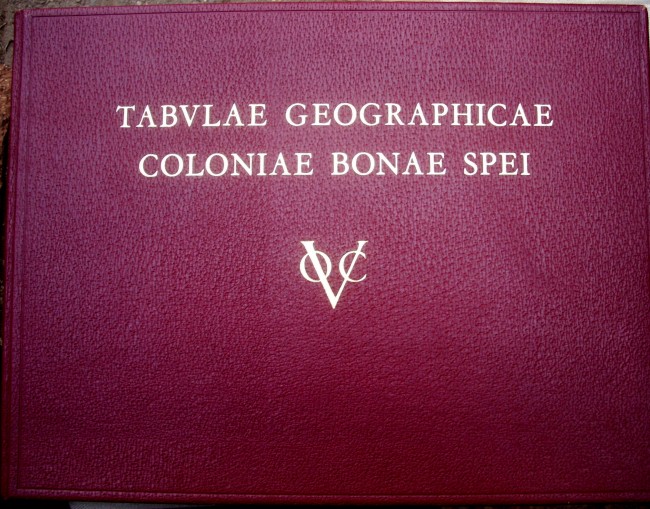 TABVLAE GEOGRAPHICAE
COLONIAE BONAE SPEI
VOC